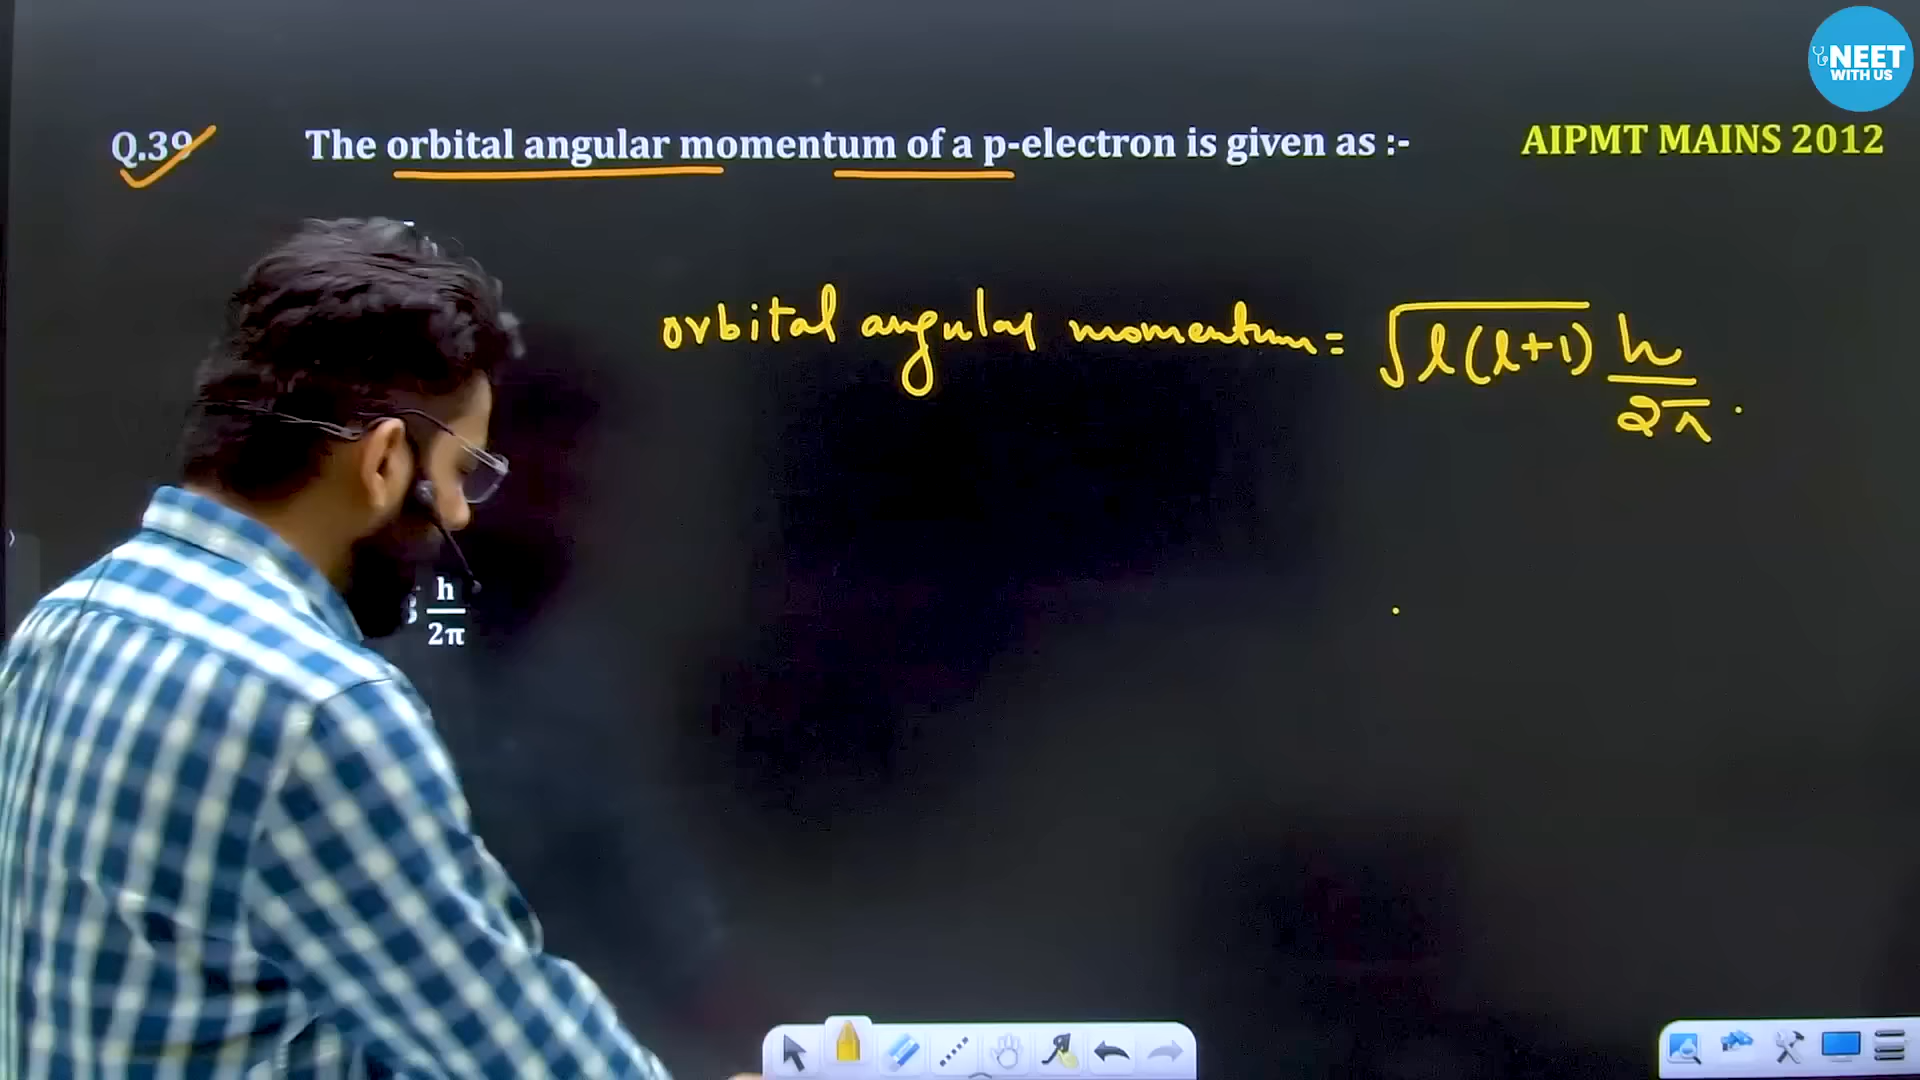 NEET
WITH US
Q.39 The orbital angular momentum of a p-electron is given as :- AIPMT MAINS 2012
orbital angular momentum = √l(l+1) h/2π
h/2π